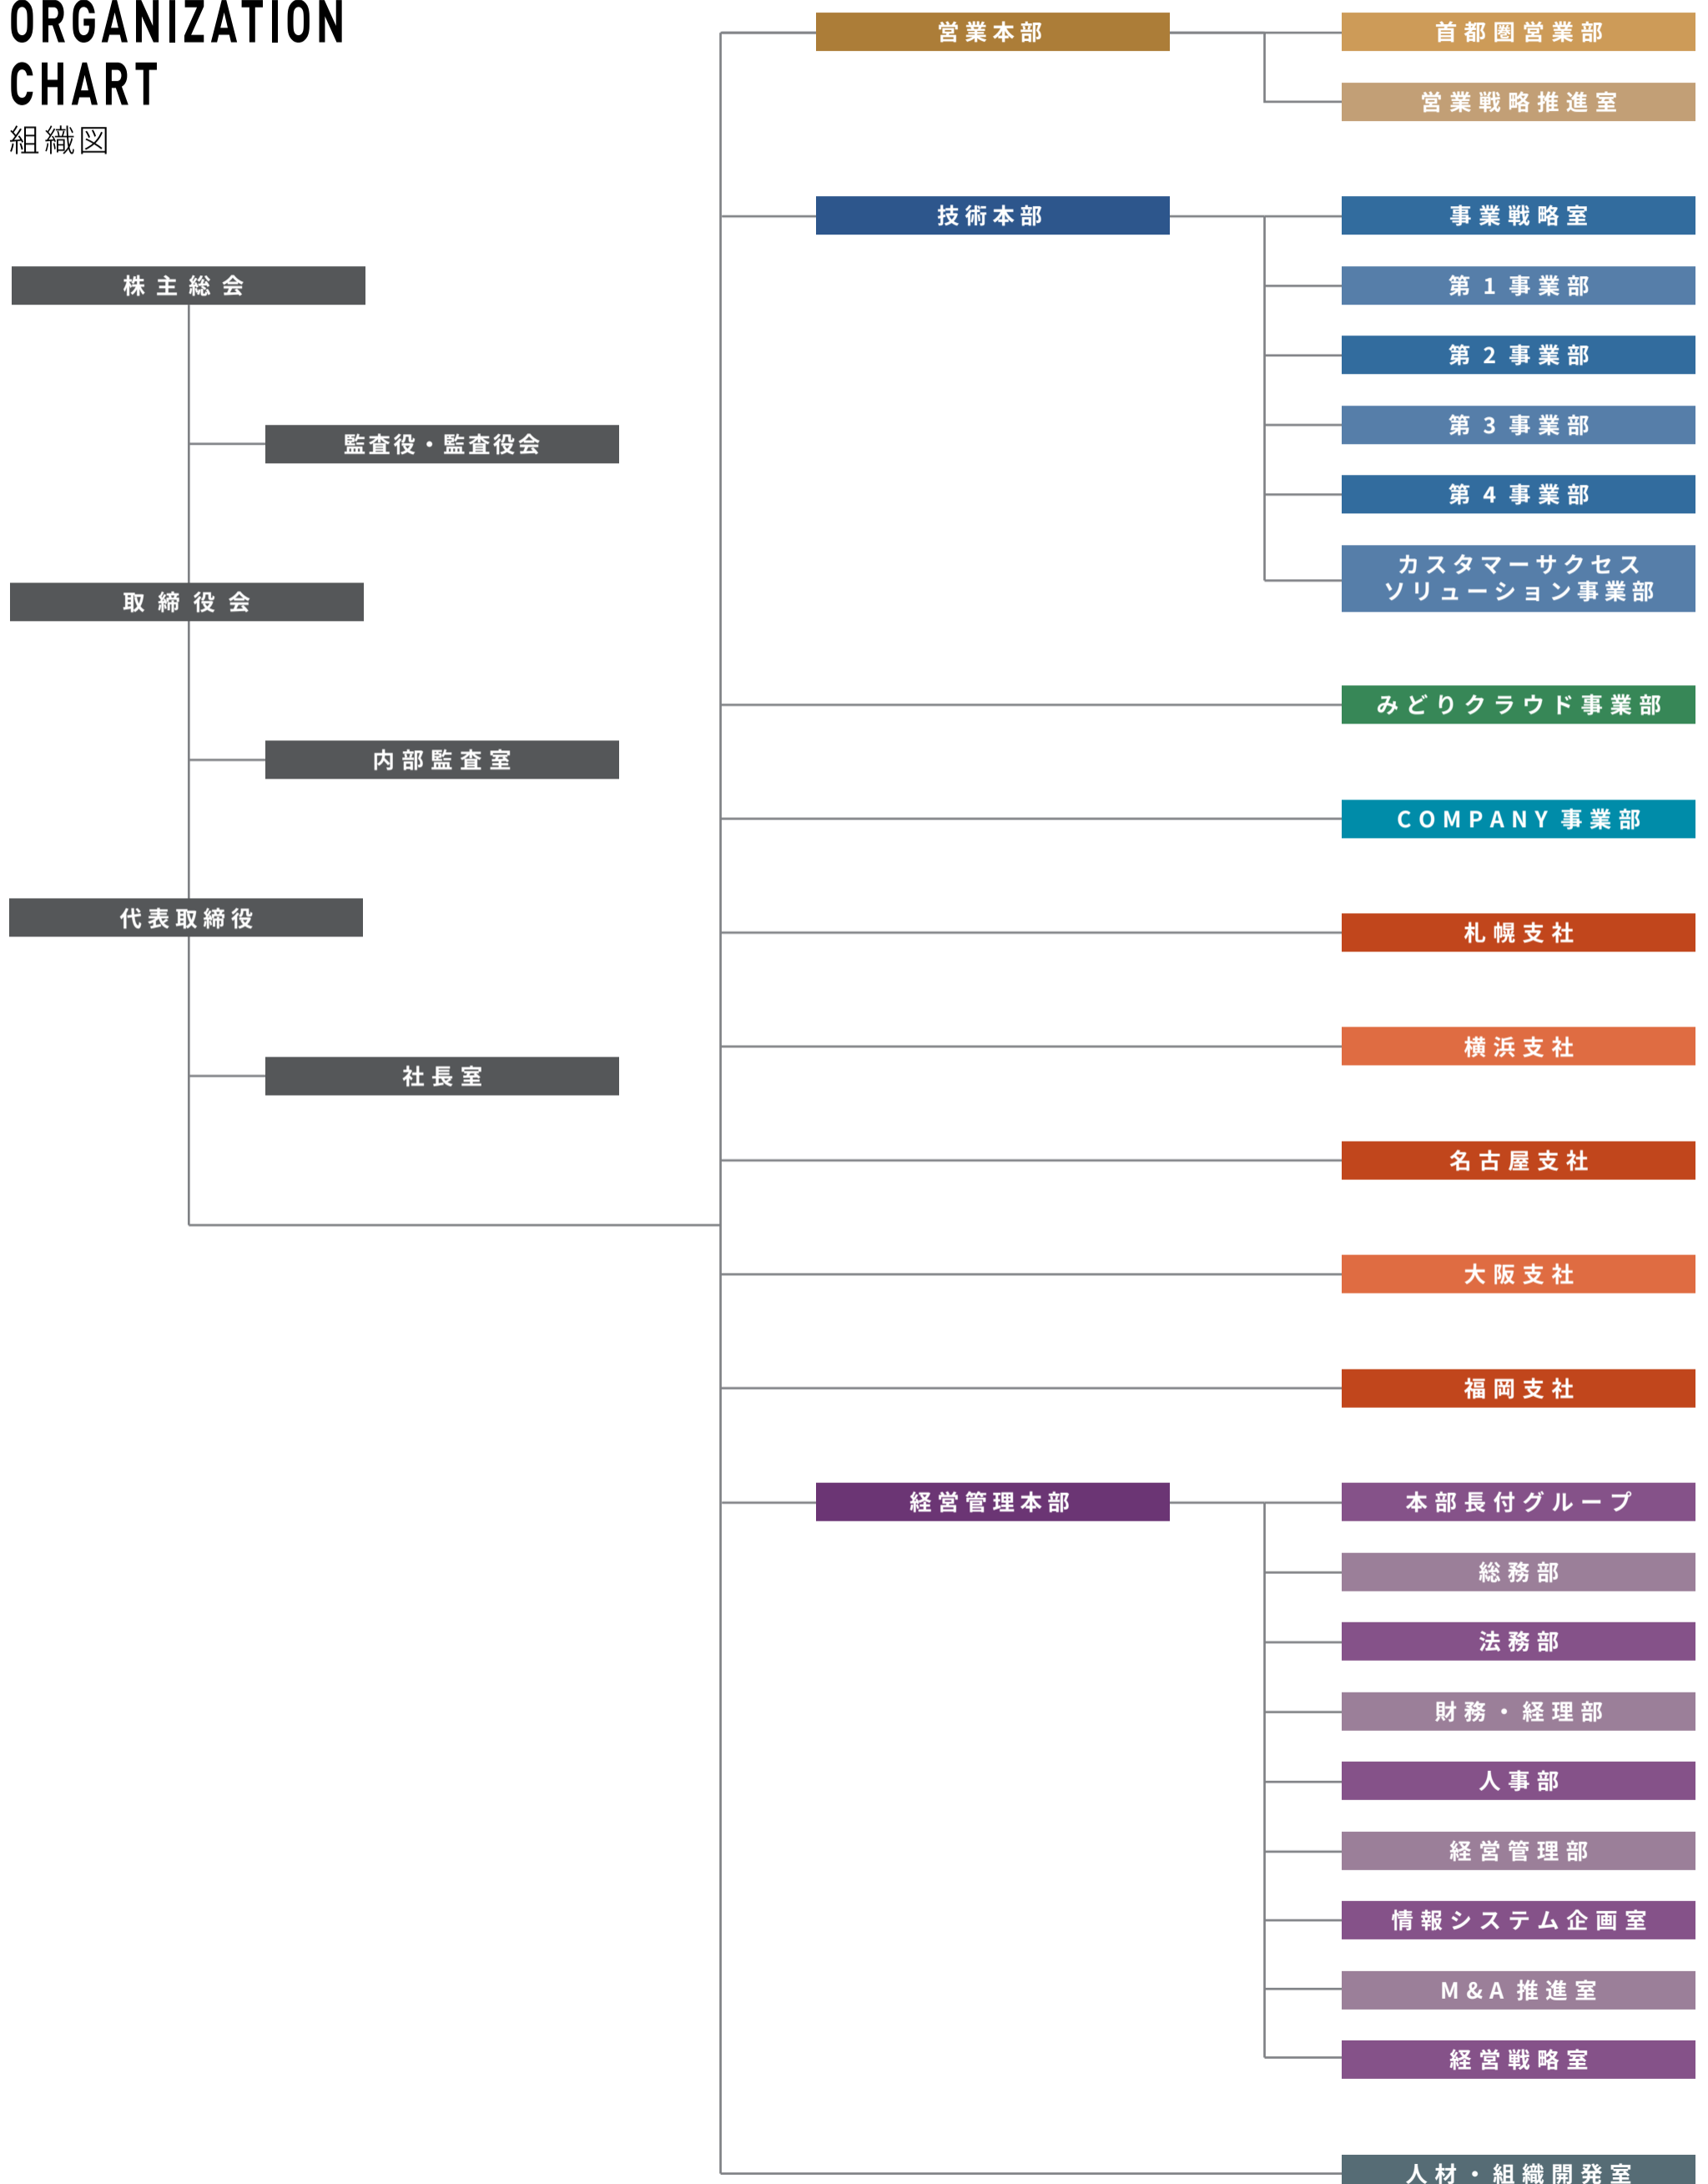 ORGANIZATION
CHART
組織図
株主総会
監査役・監査役会
取締役会
内部監査室
代表取締役
社長室
営業本部
首都圏営業部
営業戦略推進室
技術本部
事業戦略室
第1事業部
第2事業部
第3事業部
第4事業部
カスタマーサクセス
ソリューション事業部
みどりクラウド事業部
COMPANY事業部
札幌支社
横浜支社
名古屋支社
大阪支社
福岡支社
経営管理本部
本部長付グループ
総務部
法務部
財務・経理部
人事部
経営管理部
情報システム企画室
M&A推進室
経営戦略室
人材・組織開発室